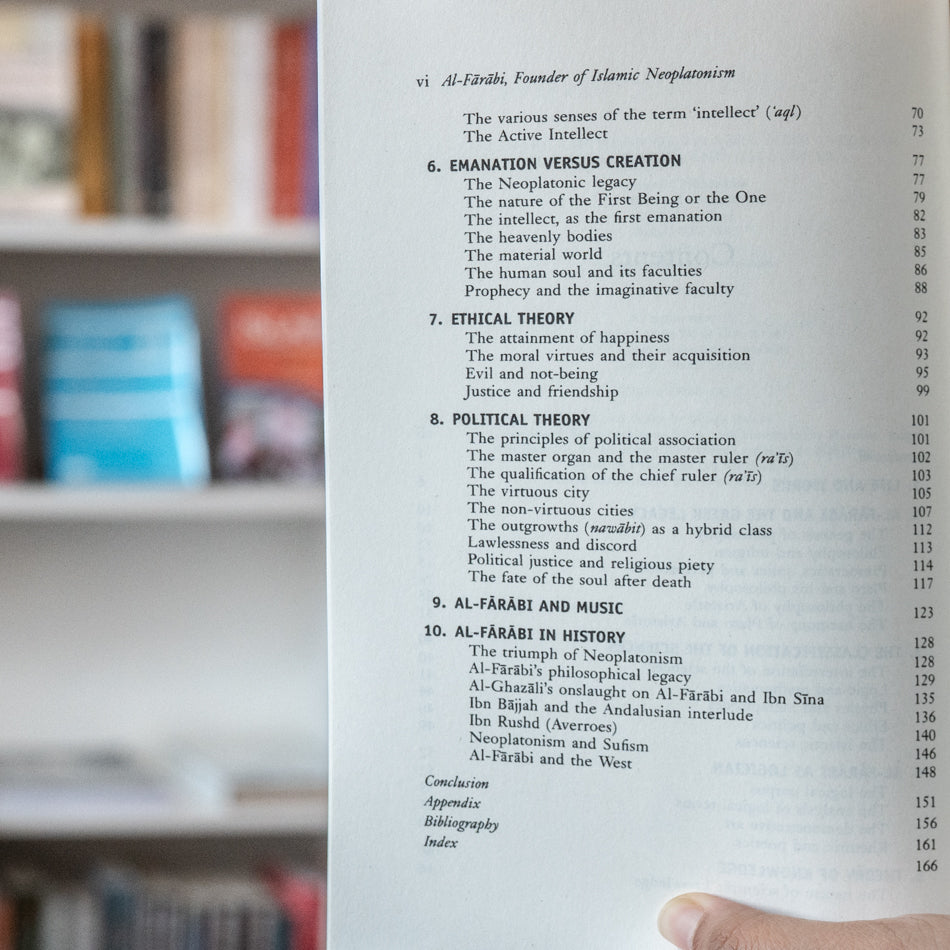 vi Al-Fārābi, Founder of Islamic Neoplatonism
The various senses of the term ‘intellect’ (‘aql) 70
The Active Intellect 73
6. EMANATION VERSUS CREATION 77
The Neoplatonic legacy 77
The nature of the First Being or the One 79
The intellect, as the first emanation 82
The heavenly bodies 83
The material world 85
The human soul and its faculties 86
Prophecy and the imaginative faculty 88
7. ETHICAL THEORY 92
The attainment of happiness 92
The moral virtues and their acquisition 93
Evil and not-being 95
Justice and friendship 99
8. POLITICAL THEORY 101
The principles of political association 101
The master organ and the master ruler (ra’īs) 102
The qualification of the chief ruler (ra’īs) 103
The virtuous city 105
The non-virtuous cities 107
The outgrowths (nawābit) as a hybrid class 112
Lawlessness and discord 113
Political justice and religious piety 114
The fate of the soul after death 117
9. AL-FĀRĀBI AND MUSIC 123
10. AL-FĀRĀBI IN HISTORY 128
The triumph of Neoplatonism 128
Al-Fārābi’s philosophical legacy 129
Al-Ghazāli’s onslaught on Al-Fārābi and Ibn Sīna 135
Ibn Bājjah and the Andalusian interlude 136
Ibn Rushd (Averroes) 140
Neoplatonism and Sufism 146
Al-Fārābi and the West 148
Conclusion 151
Appendix 156
Bibliography 161
Index 166